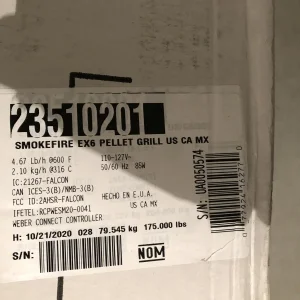 23510201
SMOKEFIRE EX6 PELLET GRILL US CA MX
4.67 Lb/h @600 F
110-127V~
2.10 kg/h @316 C
50/60 Hz 85W
IC:21267-FALCON
CAN ICES-3(B)/NMB-3(B)
FCC ID:2AHSR-FALCON
HECHO EN E.U.A.
IFETEL:RCPWESM20-0041
US CA MX
WEBER CONNECT CONTROLLER
H: 10/21/2020 028 79.545 kg 175.000 lbs
S/N:
NOM
S/N: UA0150574